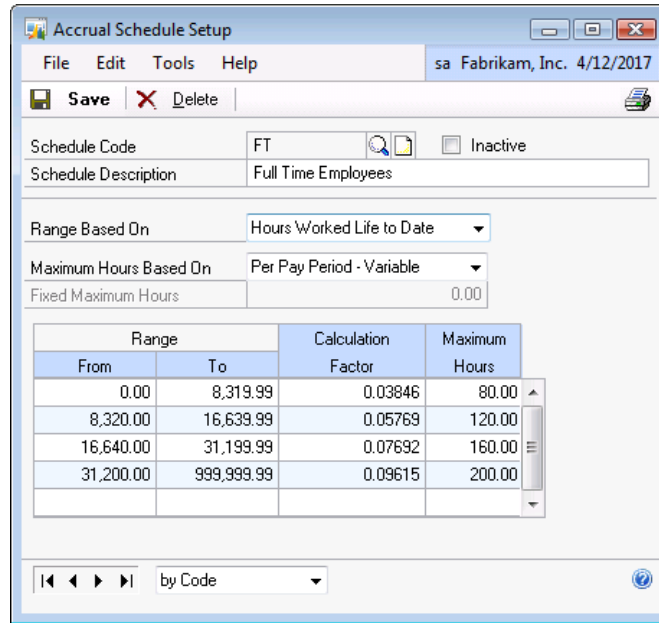 Accrual Schedule Setup
File Edit Tools Help sa Fabrikam, Inc. 4/12/2017
Save Delete
Schedule Code FT Inactive
Schedule Description Full Time Employees
Range Based On Hours Worked Life to Date
Maximum Hours Based On Per Pay Period - Variable
Fixed Maximum Hours 0.00
Range Calculation Maximum
From To Factor Hours
0.00 8,319.99 0.03846 80.00
8,320.00 16,639.99 0.05769 120.00
16,640.00 31,199.99 0.07692 160.00
31,200.00 999,999.99 0.09615 200.00
by Code